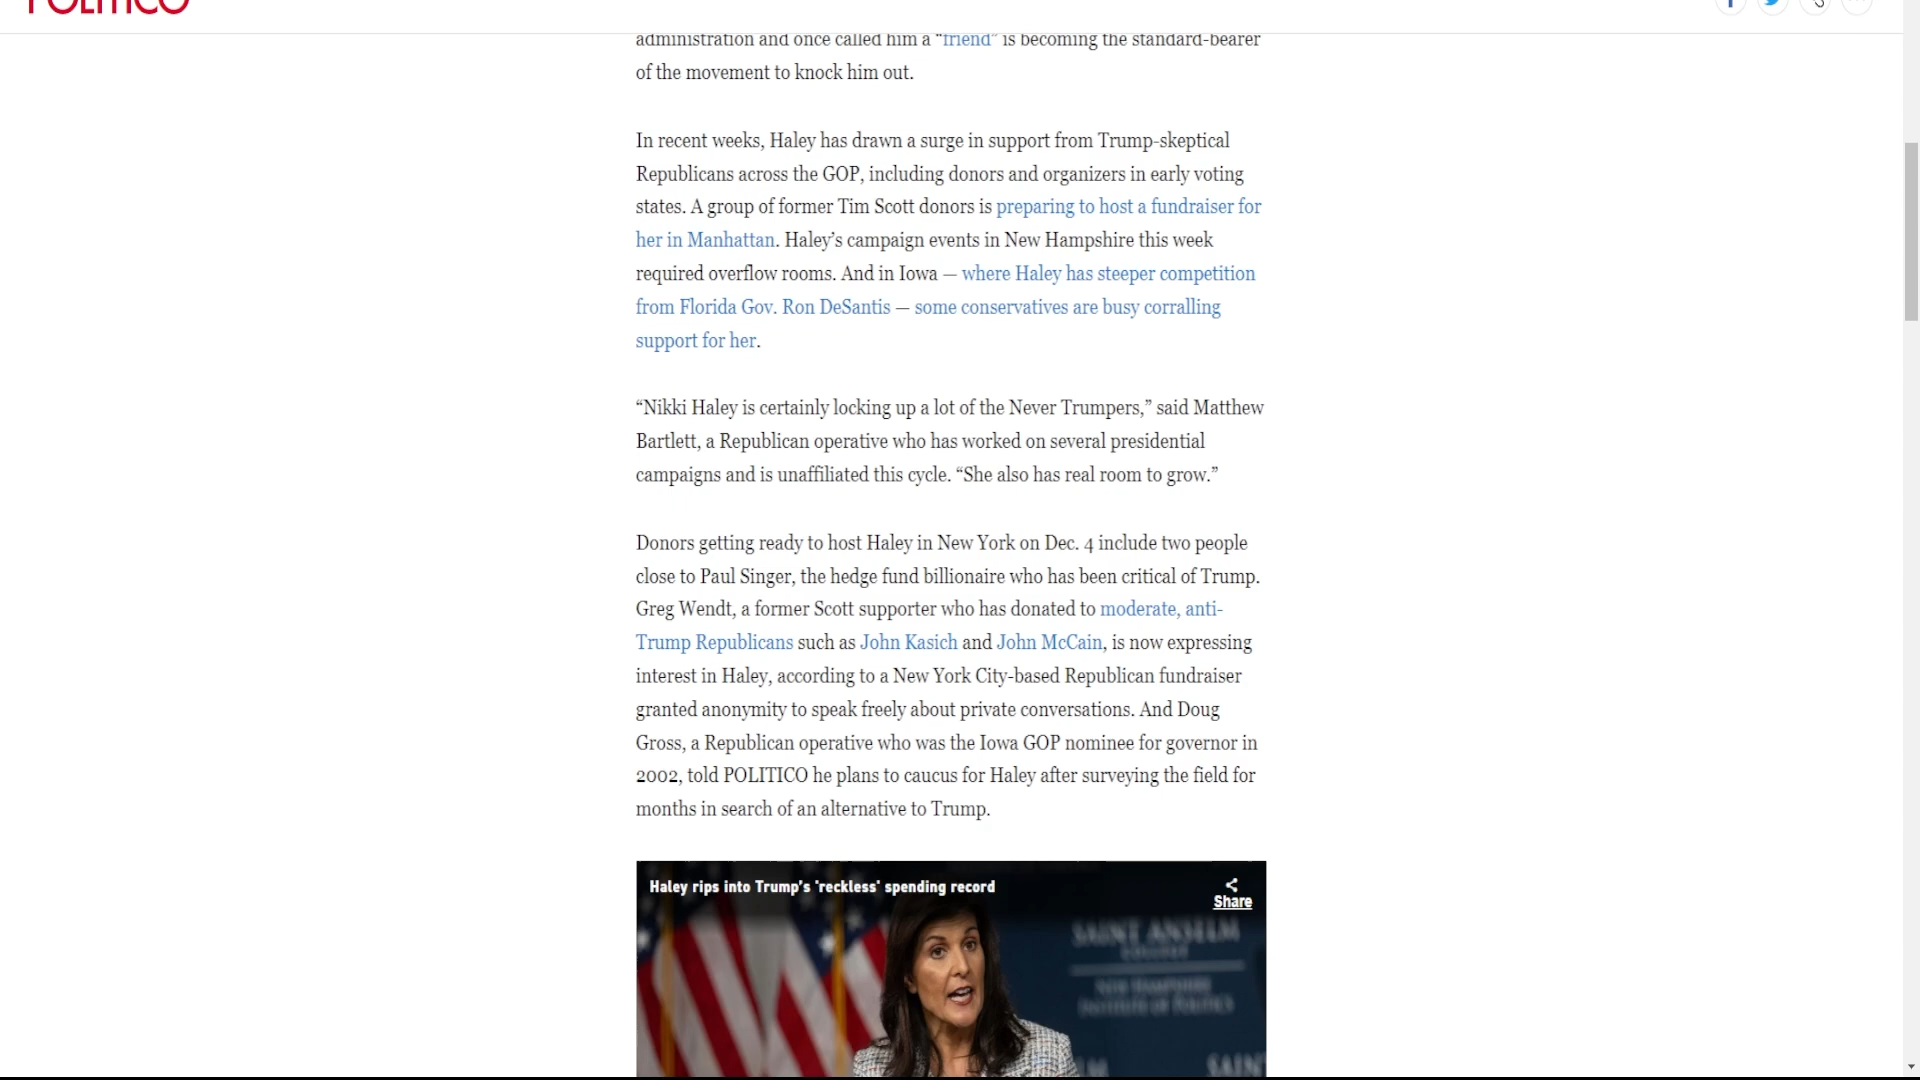 POLITICO
administration and once called him a “friend” is becoming the standard-bearer
of the movement to knock him out.
In recent weeks, Haley has drawn a surge in support from Trump-skeptical
Republicans across the GOP, including donors and organizers in early voting
states. A group of former Tim Scott donors is preparing to host a fundraiser for
her in Manhattan. Haley’s campaign events in New Hampshire this week
required overflow rooms. And in Iowa — where Haley has steeper competition
from Florida Gov. Ron DeSantis — some conservatives are busy corralling
support for her.
“Nikki Haley is certainly locking up a lot of the Never Trumpers,” said Matthew
Bartlett, a Republican operative who has worked on several presidential
campaigns and is unaffiliated this cycle. “She also has real room to grow.”
Donors getting ready to host Haley in New York on Dec. 4 include two people
close to Paul Singer, the hedge fund billionaire who has been critical of Trump.
Greg Wendt, a former Scott supporter who has donated to moderate, anti-
Trump Republicans such as John Kasich and John McCain, is now expressing
interest in Haley, according to a New York City-based Republican fundraiser
granted anonymity to speak freely about private conversations. And Doug
Gross, a Republican operative who was the Iowa GOP nominee for governor in
2002, told POLITICO he plans to caucus for Haley after surveying the field for
months in search of an alternative to Trump.
Haley rips into Trump’s 'reckless' spending record
Share
SAINT ANSELM
COLLEGE
NEW HAMPSHIRE
INSTITUTE OF POLITICS
SAINT